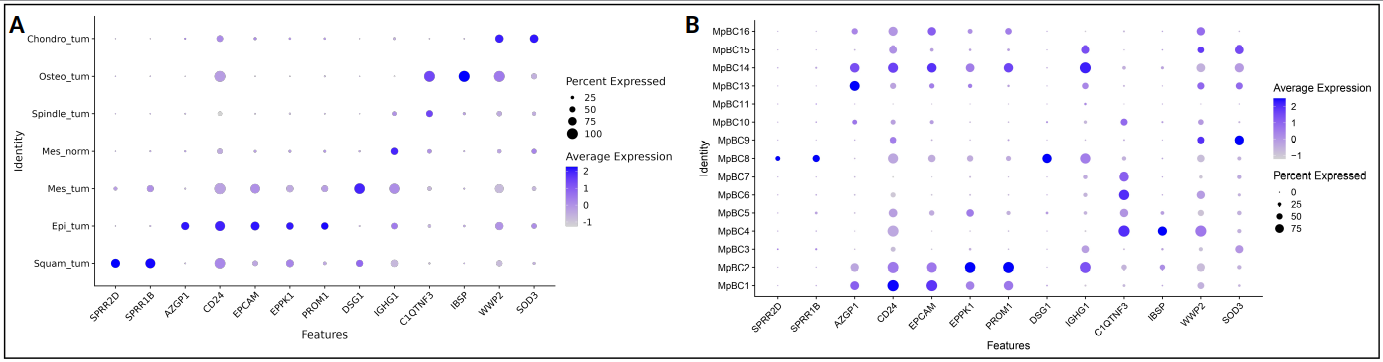 A
Chondro_tum
Osteo_tum
Spindle_tum
Mes_norm
Mes_tum
Epi_tum
Squam_tum
Identity
SPRR2D
SPRR1B
AZGP1
CD24
EPCAM
EPPK1
PROM1
DSG1
IGHG1
C1QTNF3
IBSP
WWP2
SOD3
Features
Percent Expressed
25
50
75
100
Average Expression
2
1
0
-1
B
MpBC16
MpBC15
MpBC14
MpBC13
MpBC11
MpBC10
MpBC9
MpBC8
MpBC7
MpBC6
MpBC5
MpBC4
MpBC3
MpBC2
MpBC1
Identity
SPRR2D
SPRR1B
AZGP1
CD24
EPCAM
EPPK1
PROM1
DSG1
IGHG1
C1QTNF3
IBSP
WWP2
SOD3
Features
Average Expression
2
1
0
−1
Percent Expressed
0
25
50
75